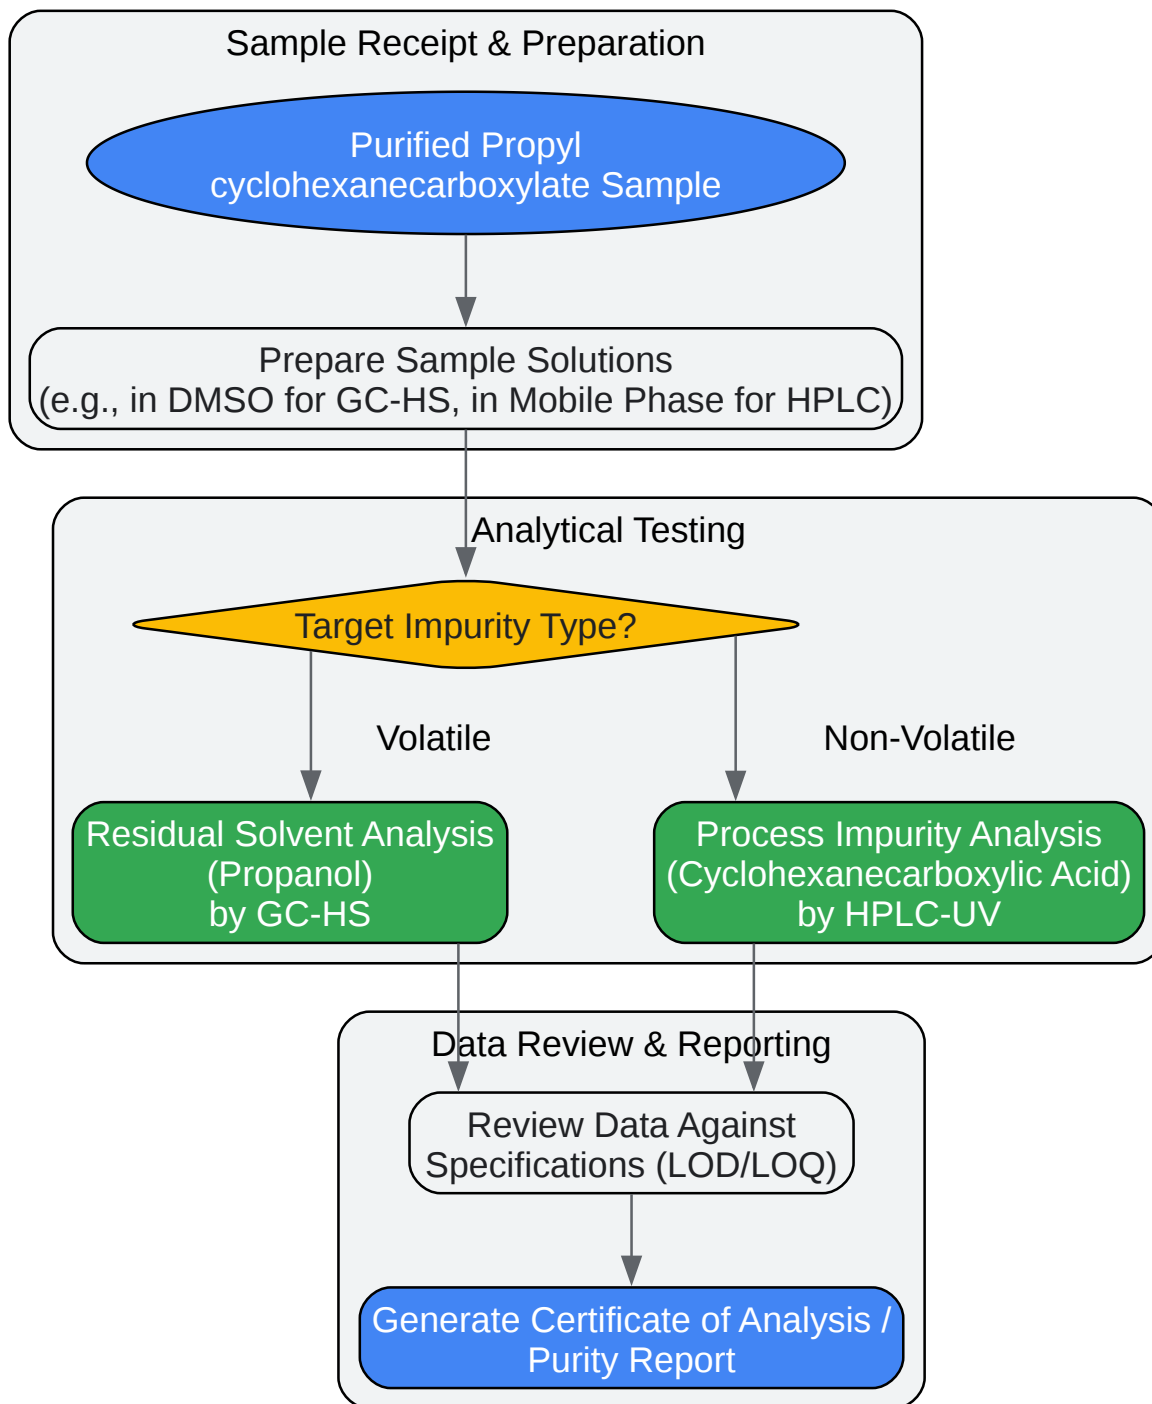 Sample Receipt & Preparation
Purified Propyl
cyclohexanecarboxylate Sample
Prepare Sample Solutions
(e.g., in DMSO for GC-HS, in Mobile Phase for HPLC)
Analytical Testing
Target Impurity Type?
Volatile
Non-Volatile
Residual Solvent Analysis
(Propanol)
by GC-HS
Process Impurity Analysis
(Cyclohexanecarboxylic Acid)
by HPLC-UV
Data Review & Reporting
Review Data Against
Specifications (LOD/LOQ)
Generate Certificate of Analysis /
Purity Report